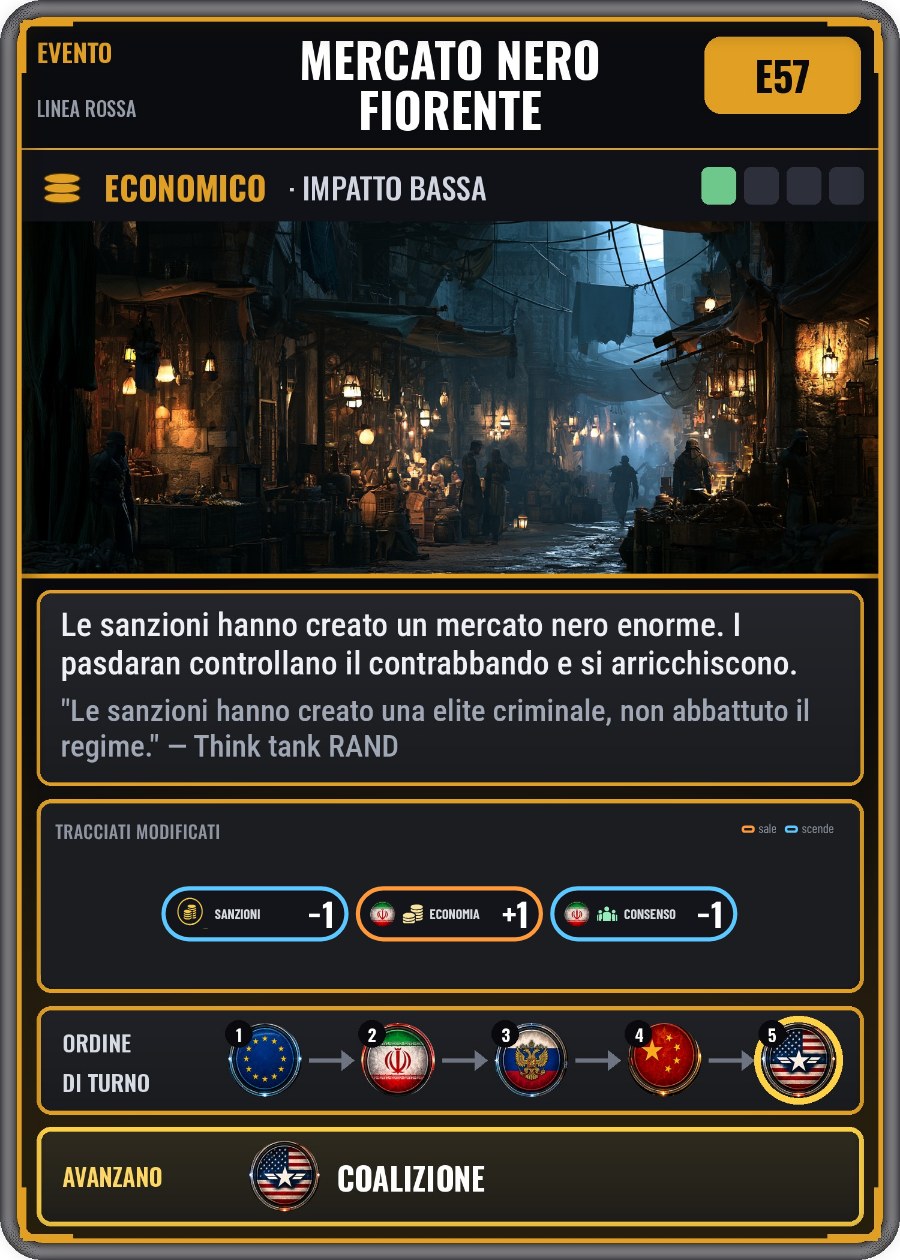 EVENTO
LINEA ROSSA
MERCATO NERO
FIORENTE
E57
ECONOMICO · IMPATTO BASSA
Le sanzioni hanno creato un mercato nero enorme. I
pasdaran controllano il contrabbando e si arricchiscono.
"Le sanzioni hanno creato una elite criminale, non abbattuto il
regime." — Think tank RAND
TRACCIATI MODIFICATI
sale scende
SANZIONI -1
ECONOMIA +1
CONSENSO -1
ORDINE
DI TURNO
1 2 3 4 5
AVANZANO COALIZIONE